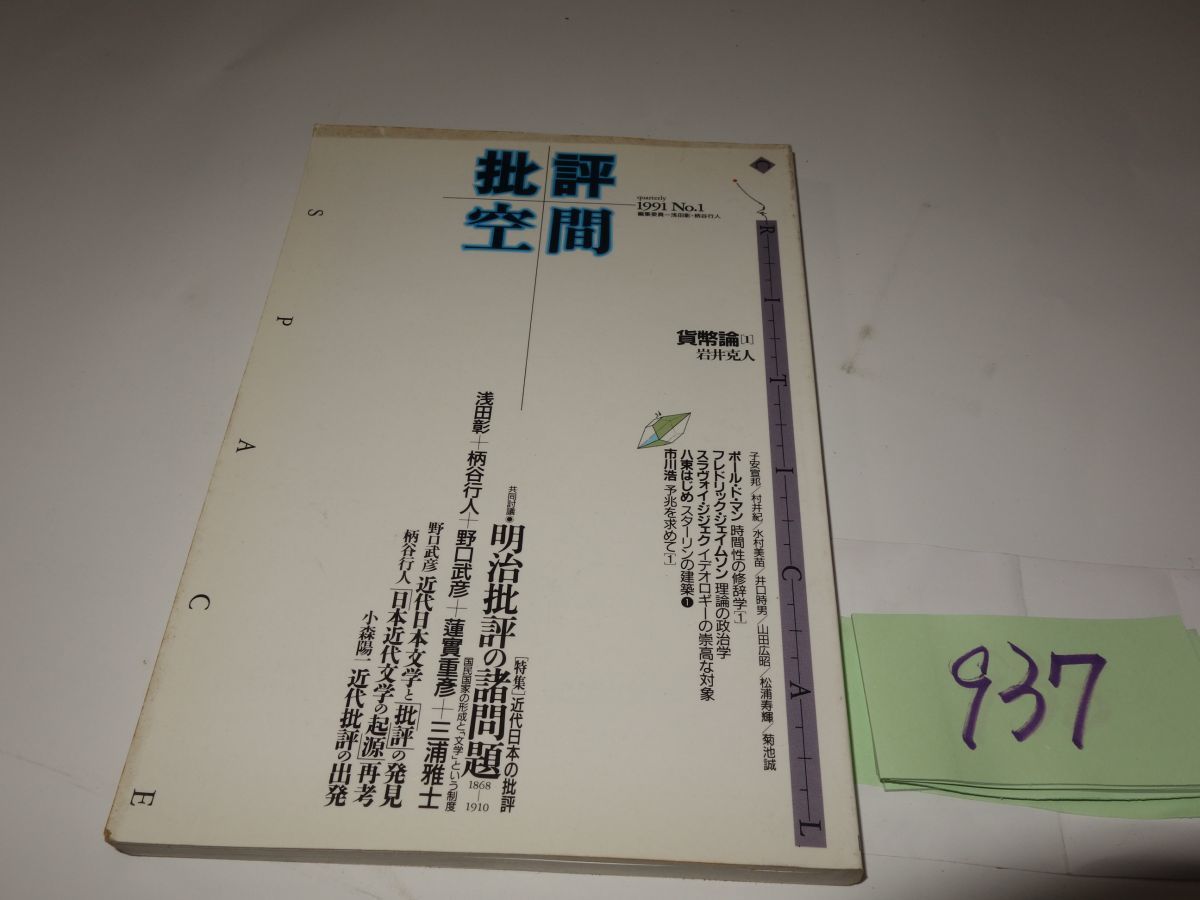 批評
空間
quarterly
1991 No.1
編集委員―浅田彰・柄谷行人
CRITICAL
SPACE
貨幣論[1]
岩井克人
子安宣邦/村井紀/水村美苗/井口時男/山田広昭/松浦寿輝/菊池誠
ポール・ド・マン 時間性の修辞学[1]
フレドリック・ジェイムソン 理論の政治学
スラヴォイ・ジジェク イデオロギーの崇高な対象
八束はじめ スターリンの建築❶
市川浩 予兆を求めて[1]
[特集]近代日本の批評
共同討議●明治批評の諸問題 1868―1910
国民国家の形成と「文学」という制度
浅田彰+柄谷行人+野口武彦+蓮實重彦+三浦雅士
野口武彦 近代日本文学と「批評」の発見
柄谷行人 「日本近代文学の起源」再考
小森陽一 近代批評の出発
937